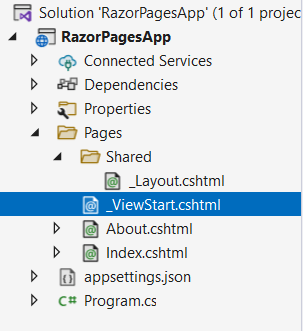 Solution 'RazorPagesApp' (1 of 1 projec
RazorPagesApp
Connected Services
Dependencies
Properties
Pages
Shared
_Layout.cshtml
_ViewStart.cshtml
About.cshtml
Index.cshtml
appsettings.json
C# Program.cs